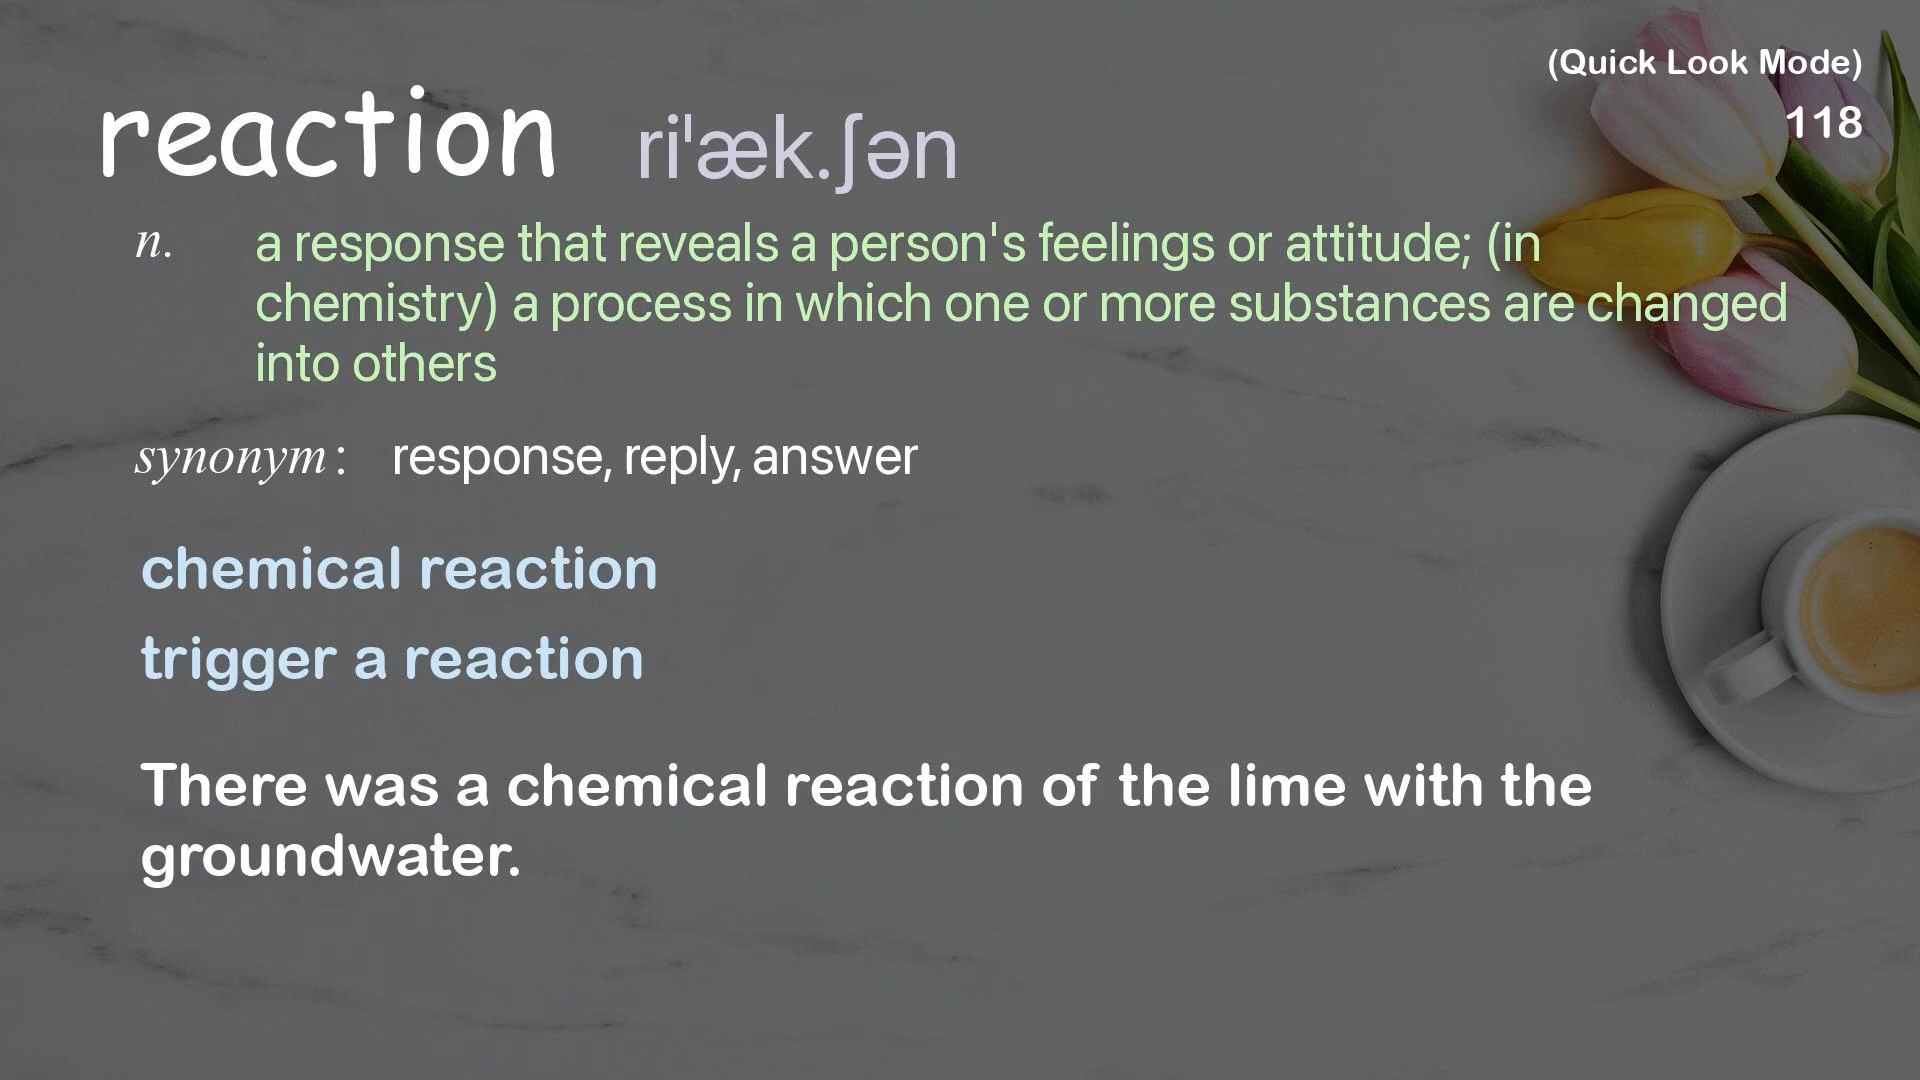 (Quick Look Mode)
118
reaction riˈæk.ʃən
n. a response that reveals a person's feelings or attitude; (in
chemistry) a process in which one or more substances are changed
into others
synonym: response, reply, answer
chemical reaction
trigger a reaction
There was a chemical reaction of the lime with the
groundwater.